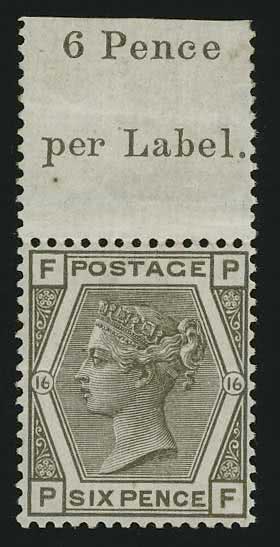 6 Pence
per Label.
F POSTAGE P
16 16
P SIX PENCE F